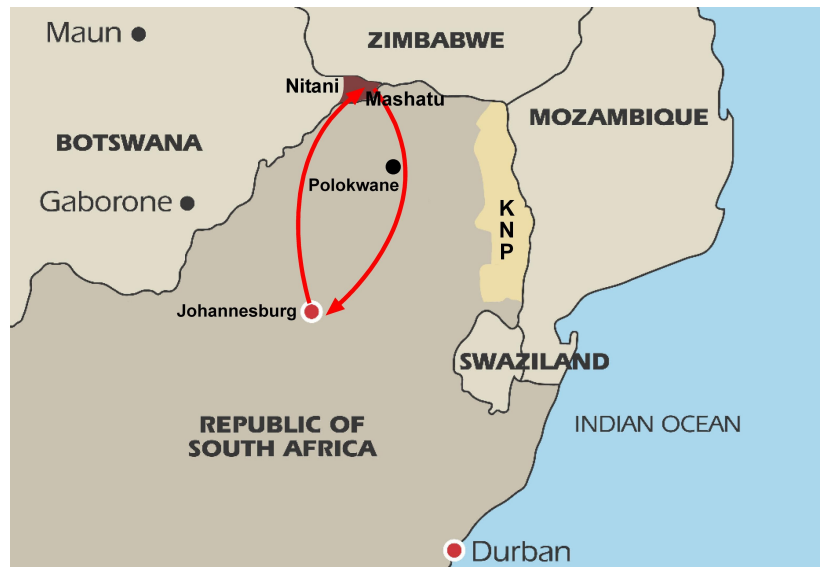 Maun
ZIMBABWE
Nitani
Mashatu
MOZAMBIQUE
BOTSWANA
Polokwane
Gaborone
K
N
P
Johannesburg
SWAZILAND
REPUBLIC OF
SOUTH AFRICA
INDIAN OCEAN
Durban